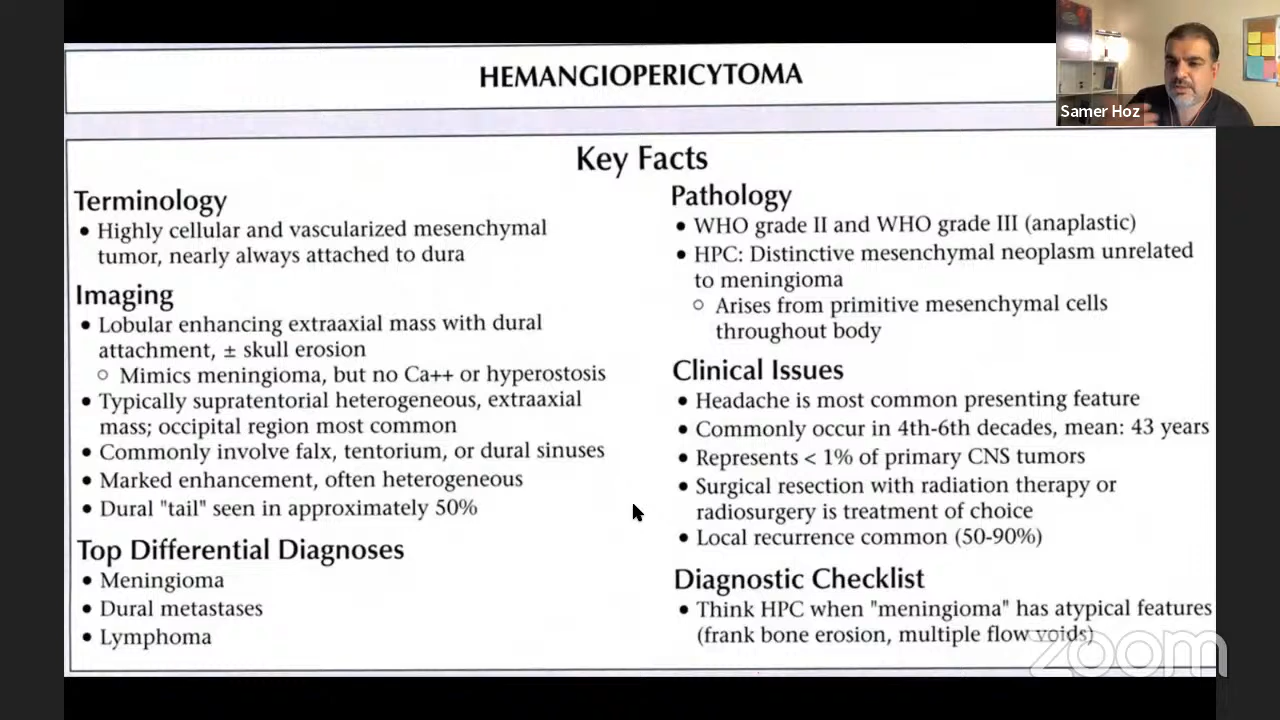 HEMANGIOPERICYTOMA
Samer Hoz
Key Facts
Terminology
• Highly cellular and vascularized mesenchymal
tumor, nearly always attached to dura
Imaging
• Lobular enhancing extraaxial mass with dural
attachment, ± skull erosion
○ Mimics meningioma, but no Ca++ or hyperostosis
• Typically supratentorial heterogeneous, extraaxial
mass; occipital region most common
• Commonly involve falx, tentorium, or dural sinuses
• Marked enhancement, often heterogeneous
• Dural "tail" seen in approximately 50%
Top Differential Diagnoses
• Meningioma
• Dural metastases
• Lymphoma
Pathology
• WHO grade II and WHO grade III (anaplastic)
• HPC: Distinctive mesenchymal neoplasm unrelated
to meningioma
○ Arises from primitive mesenchymal cells
throughout body
Clinical Issues
• Headache is most common presenting feature
• Commonly occur in 4th-6th decades, mean: 43 years
• Represents < 1% of primary CNS tumors
• Surgical resection with radiation therapy or
radiosurgery is treatment of choice
• Local recurrence common (50-90%)
Diagnostic Checklist
• Think HPC when "meningioma" has atypical features
(frank bone erosion, multiple flow voids)
zoom